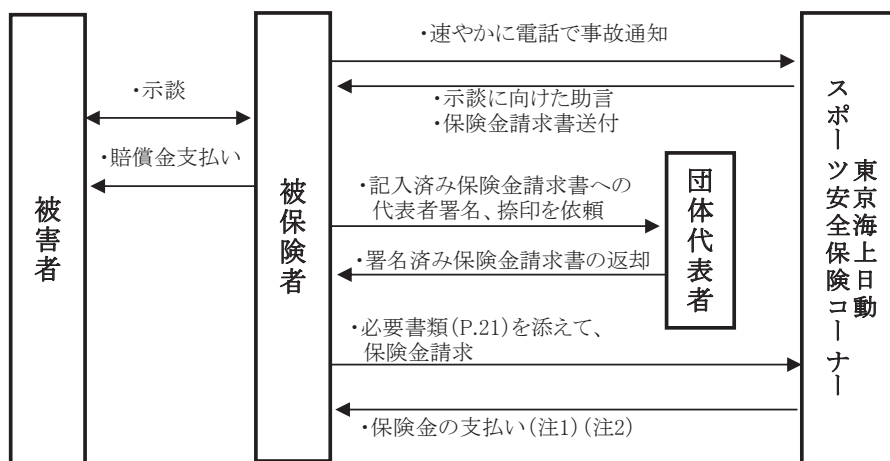 ・速やかに電話で事故通知
・示談
・示談に向けた助言
・保険金請求書送付
・賠償金支払い
・記入済み保険金請求書への
代表者署名、捺印を依頼
・署名済み保険金請求書の返却
・必要書類(P.21)を添えて、
保険金請求
・保険金の支払い(注1)(注2)
被害者
被保険者
団体代表者
東京海上日動
スポーツ安全保険コーナー